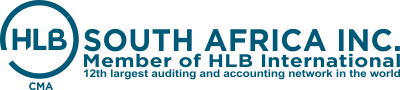 HLB
CMA
SOUTH AFRICA INC.
Member of HLB International
12th largest auditing and accounting network in the world